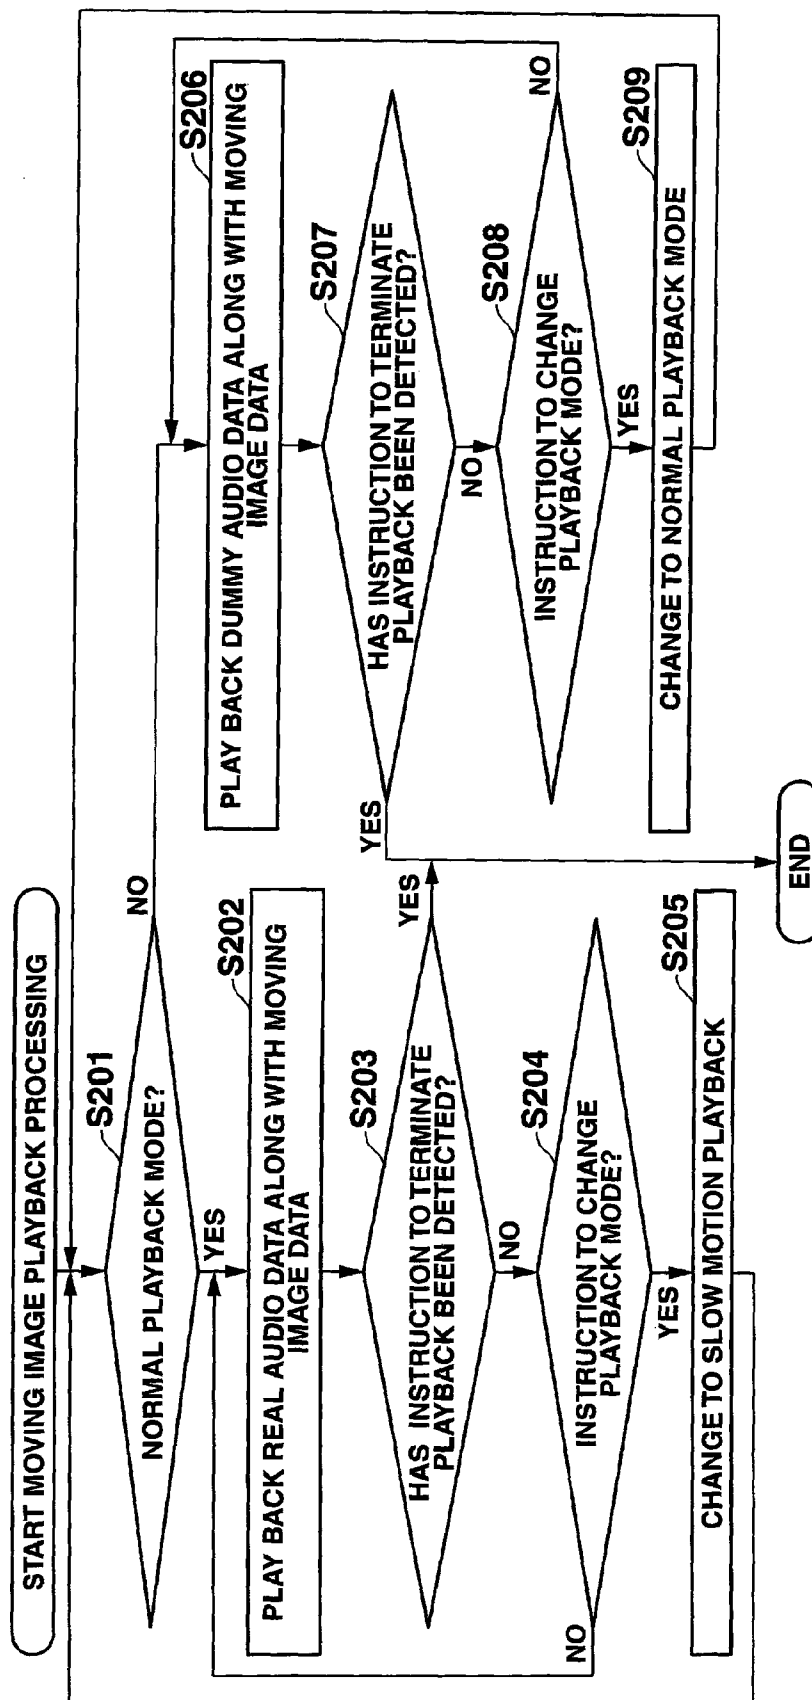 START MOVING IMAGE PLAYBACK PROCESSING
S201
NORMAL PLAYBACK MODE?
NO
YES
S202
PLAY BACK REAL AUDIO DATA ALONG WITH MOVING
IMAGE DATA
S203
HAS INSTRUCTION TO TERMINATE
PLAYBACK BEEN DETECTED?
YES
NO
S204
INSTRUCTION TO CHANGE
PLAYBACK MODE?
NO
YES
S205
CHANGE TO SLOW MOTION PLAYBACK
S206
PLAY BACK DUMMY AUDIO DATA ALONG WITH MOVING
IMAGE DATA
S207
HAS INSTRUCTION TO TERMINATE
PLAYBACK BEEN DETECTED?
YES
NO
S208
INSTRUCTION TO CHANGE
PLAYBACK MODE?
NO
YES
S209
CHANGE TO NORMAL PLAYBACK MODE
END